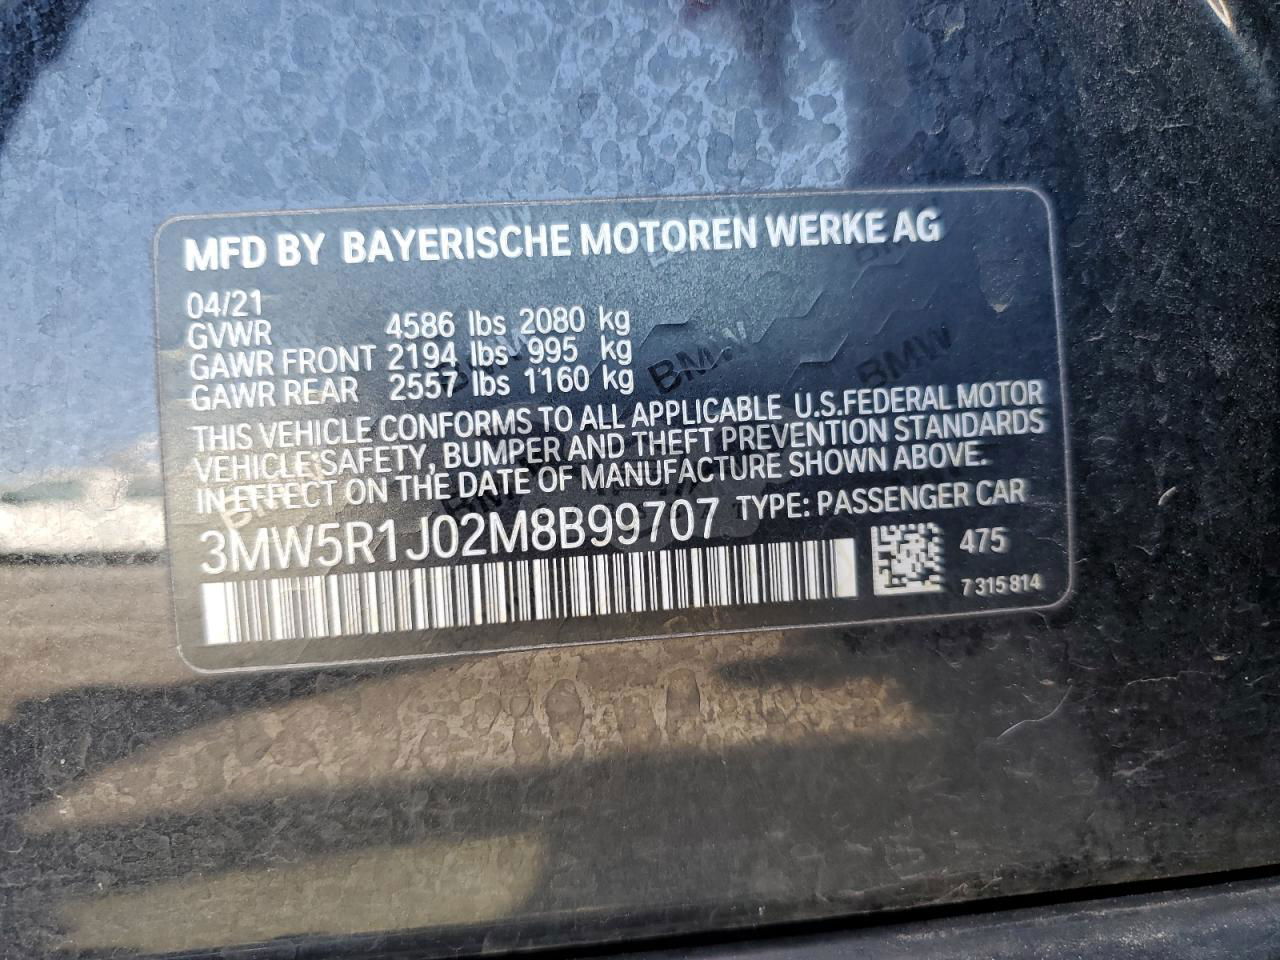 MFD BY BAYERISCHE MOTOREN WERKE AG
04/21
GVWR 4586 lbs 2080 kg
GAWR FRONT 2194 lbs 995 kg
GAWR REAR 2557 lbs 1160 kg
THIS VEHICLE CONFORMS TO ALL APPLICABLE U.S.FEDERAL MOTOR
VEHICLE SAFETY, BUMPER AND THEFT PREVENTION STANDARDS
IN EFFECT ON THE DATE OF MANUFACTURE SHOWN ABOVE.
3MW5R1J02M8B99707 TYPE: PASSENGER CAR
475
7 315 814
BMW
BMW
BMW